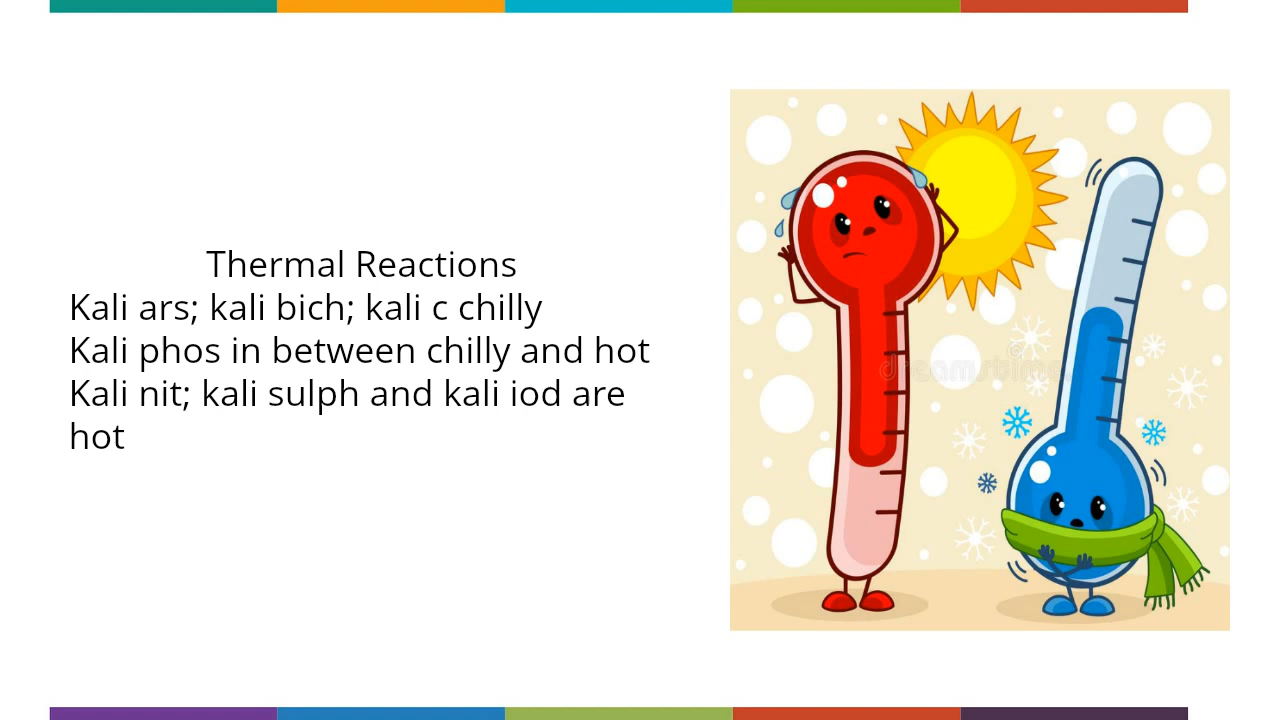 Thermal Reactions
Kali ars; kali bich; kali c chilly
Kali phos in between chilly and hot
Kali nit; kali sulph and kali iod are
hot
dreamstime